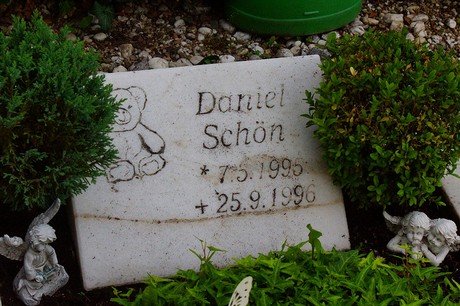 Daniel
Schön
* 7.5.1995
+ 25.9.1996